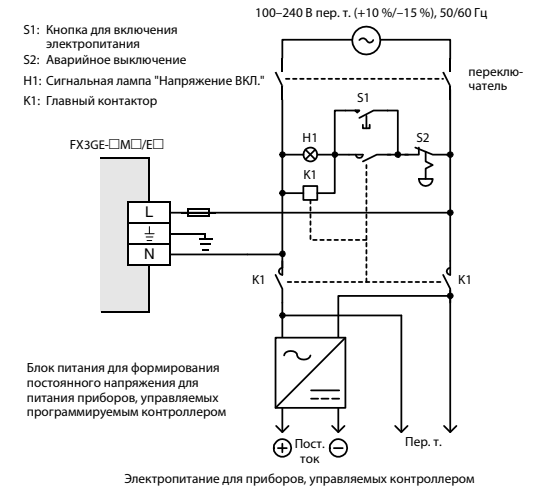 100–240 В пер. т. (+10 %/–15 %), 50/60 Гц
S1: Кнопка для включения
электропитания
S2: Аварийное выключение
H1: Сигнальная лампа "Напряжение ВКЛ."
K1: Главный контактор
переклю-
чатель
S1
H1
S2
K1
FX3GE-□M□/E□
L
N
K1
K1
Блок питания для формирования
постоянного напряжения для
питания приборов, управляемых
программируемым контроллером
Пост.
ток
Пер. т.
Электропитание для приборов, управляемых контроллером